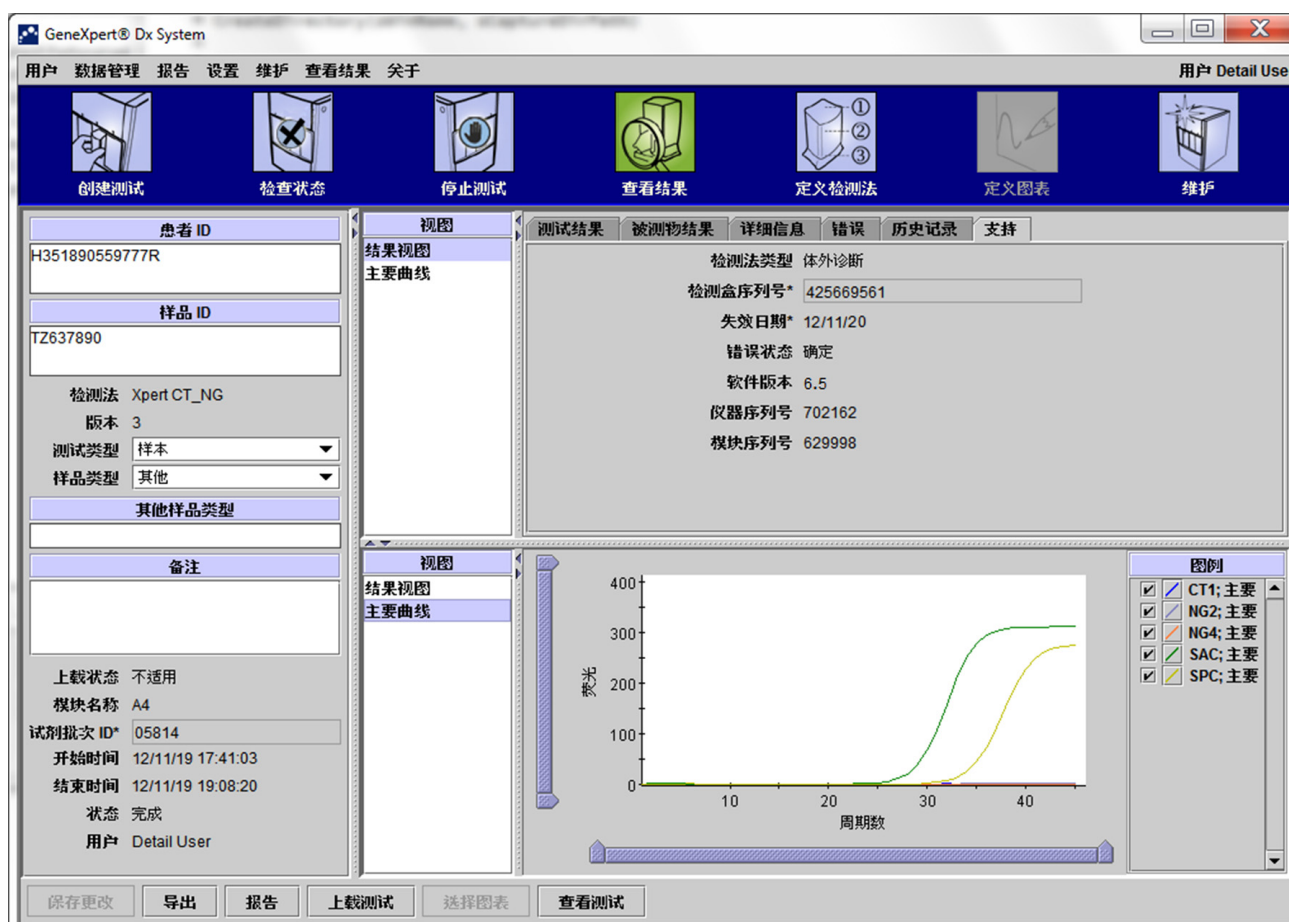 GeneXpert® Dx System
用户 数据管理 报告 设置 维护 查看结果 关于
用户 Detail Use
创建测试 检查状态 停止测试 查看结果 定义检测法 定义图表 维护
患者 ID
H351890559777R
样品 ID
TZ637890
检测法 Xpert CT_NG
版本 3
测试类型 样本
样品类型 其他
其他样品类型
备注
上载状态 不适用
模块名称 A4
试剂批次 ID* 05814
开始时间 12/11/19 17:41:03
结束时间 12/11/19 19:08:20
状态 完成
用户 Detail User
视图
结果视图
主要曲线
测试结果 被测物结果 详细信息 错误 历史记录 支持
检测法类型 体外诊断
检测盒序列号* 425669561
失效日期* 12/11/20
错误状态 确定
软件版本 6.5
仪器序列号 702162
模块序列号 629998
视图
结果视图
主要曲线
400
300
200
100
0
荧光
10 20 30 40
周期数
图例
CT1; 主要
NG2; 主要
NG4; 主要
SAC; 主要
SPC; 主要
保存更改 导出 报告 上载测试 选择图表 查看测试